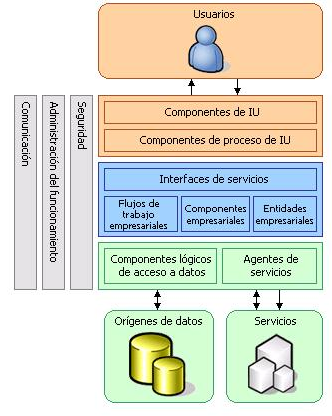 Usuarios
Comunicación
Administración del funcionamiento
Seguridad
Componentes de IU
Componentes de proceso de IU
Interfaces de servicios
Flujos de
trabajo
empresariales
Componentes
empresariales
Entidades
empresariales
Componentes lógicos
de acceso a datos
Agentes de
servicios
Orígenes de datos
Servicios